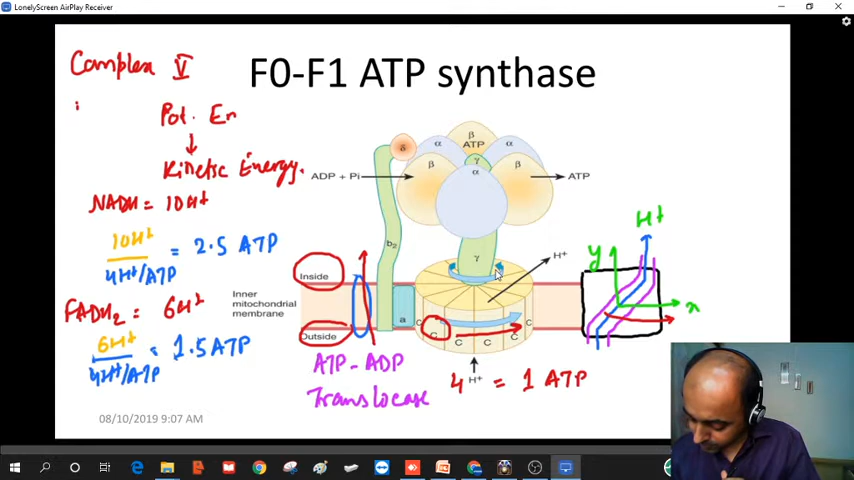 LonelyScreen AirPlay Receiver
Complex V
F0-F1 ATP synthase
Pot. En
Kinetic Energy.
NADH = 10H+
10H+
4H+/ATP
= 2.5 ATP
FADH2 = 6H+
6H+
4H+/ATP
= 1.5 ATP
δ
α
β
ATP
α
γ
β
α
β
ADP + Pi
ATP
b2
γ
H+
Inside
Inner
mitochondrial
membrane
Outside
a
C
C
C
C
C
C
H+
y
x
ATP-ADP
Translocase
4 H+ = 1 ATP
08/10/2019 9:07 AM